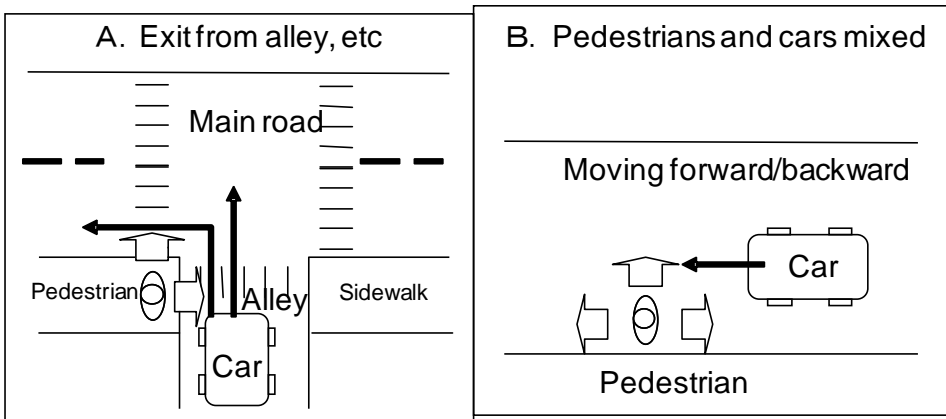 A. Exit from alley, etc
Main road
Pedestrian
Alley
Sidewalk
Car
B. Pedestrians and cars mixed
Moving forward/backward
Car
Pedestrian